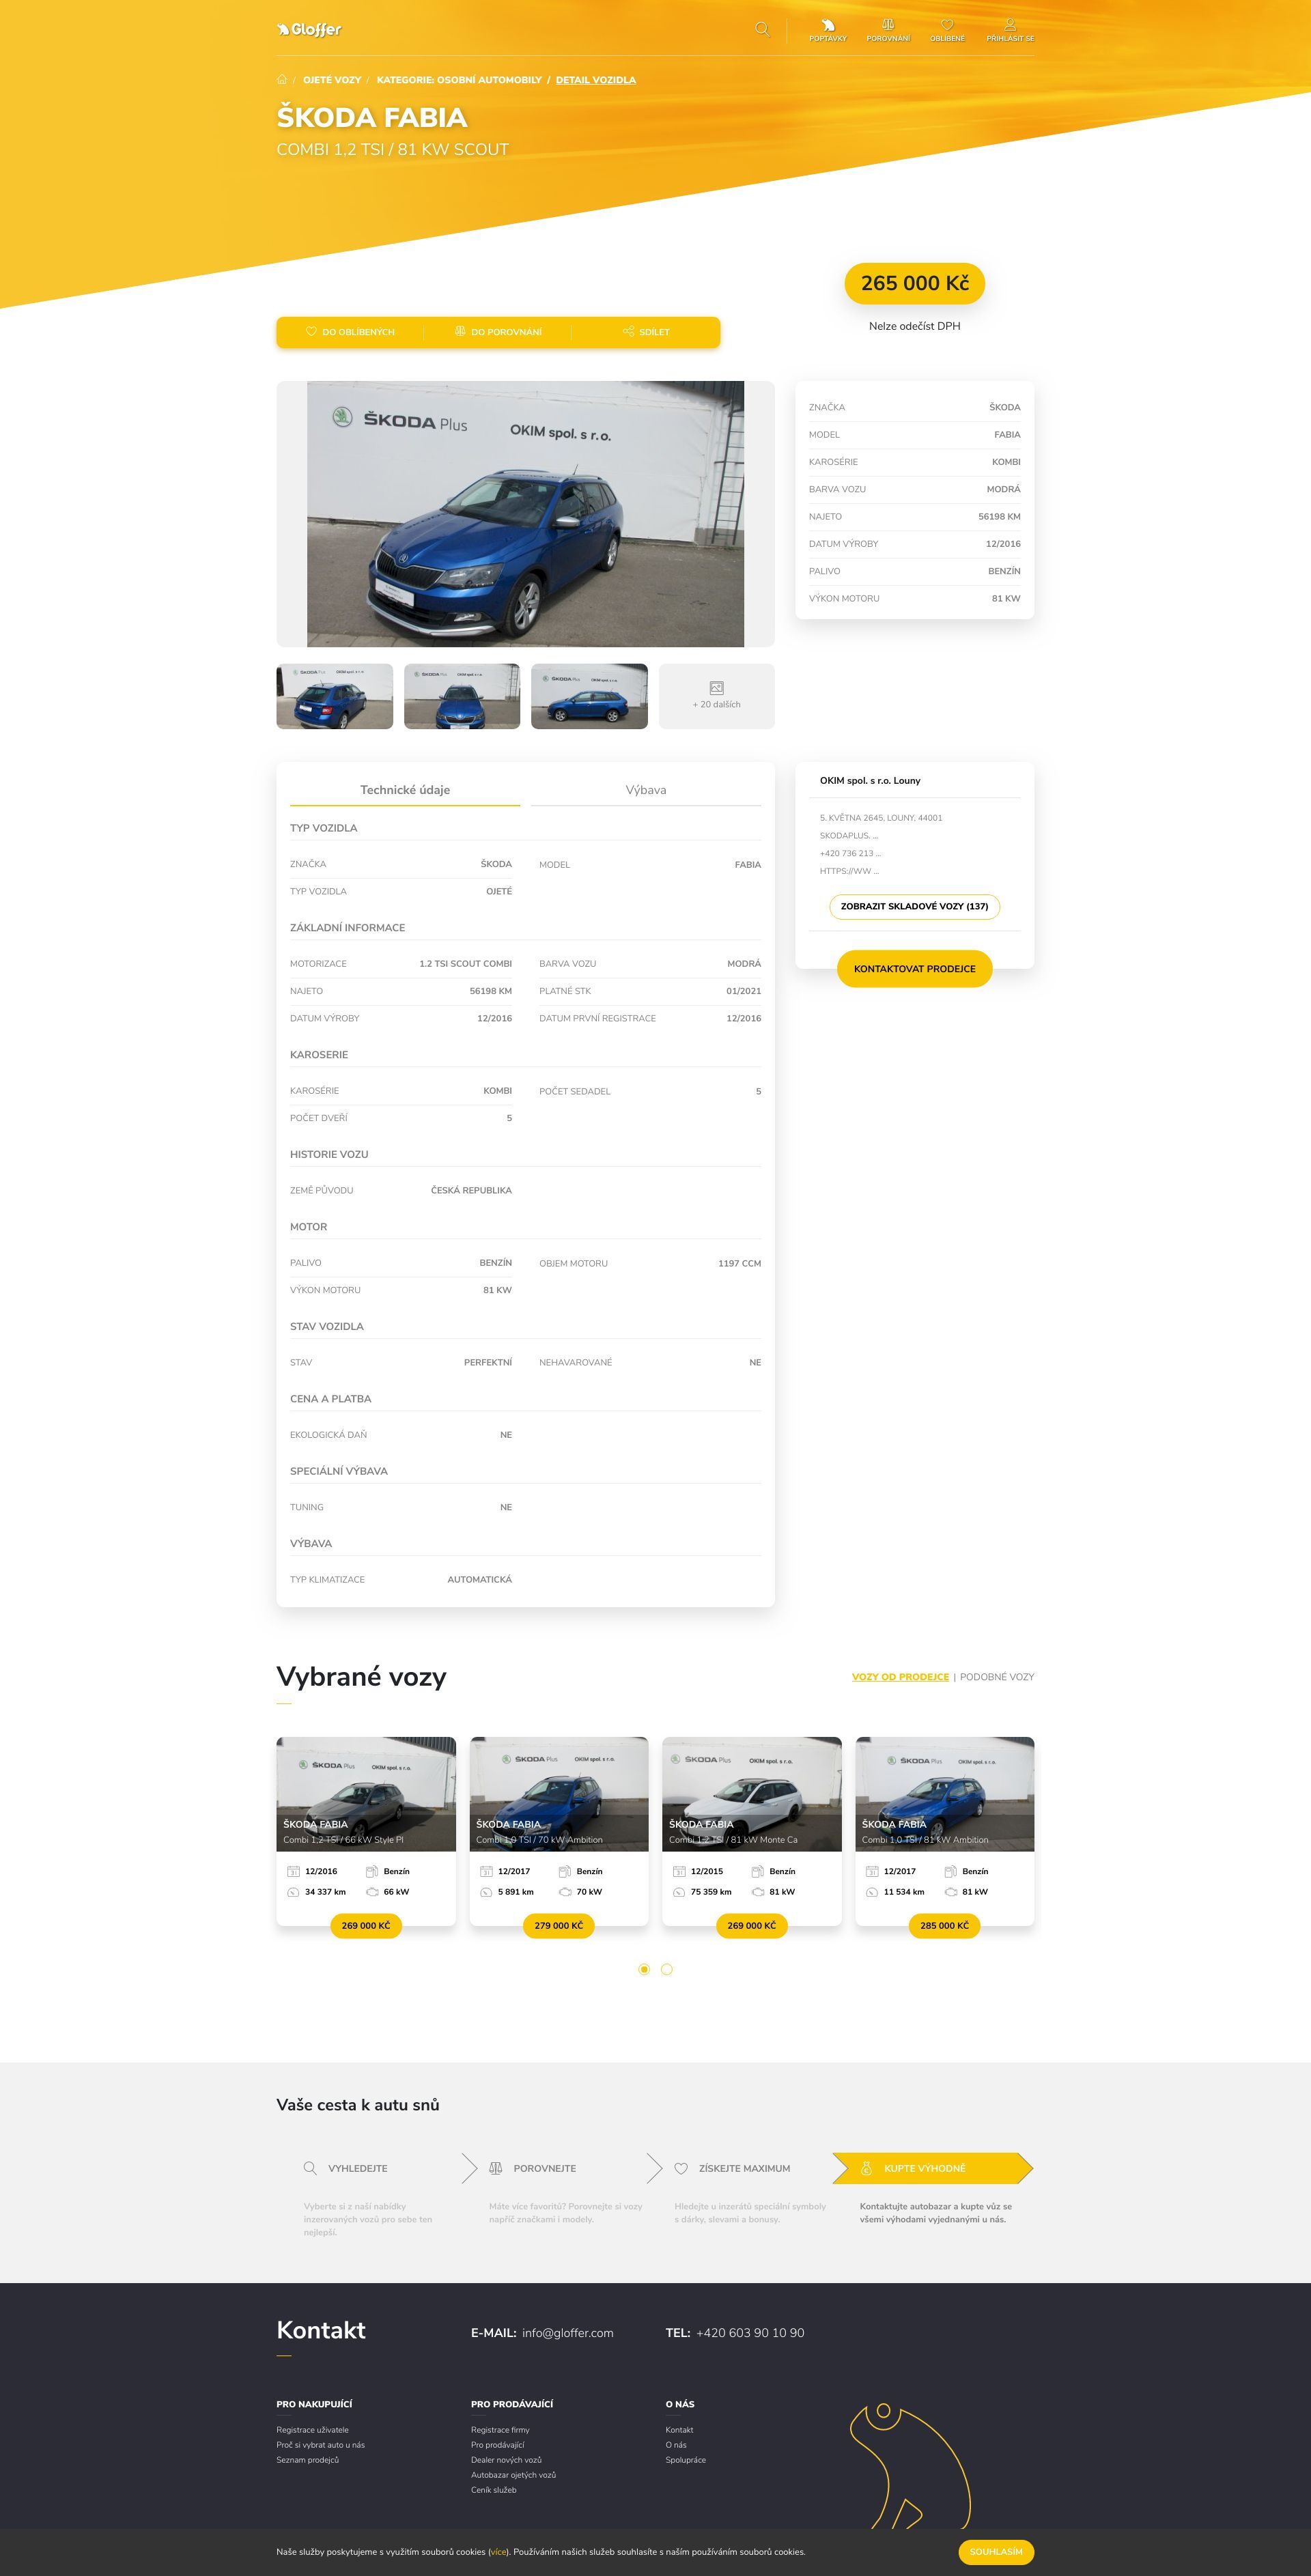 Gloffer
POPTÁVKY
POROVNÁNÍ
OBLÍBENÉ
PŘIHLÁSIT SE
/ OJETÉ VOZY / KATEGORIE: OSOBNÍ AUTOMOBILY / DETAIL VOZIDLA
ŠKODA FABIA
COMBI 1,2 TSI / 81 KW SCOUT
265 000 Kč
Nelze odečíst DPH
DO OBLÍBENÝCH
DO POROVNÁNÍ
SDÍLET
ŠKODA Plus
OKIM spol. s r.o.
ZNAČKA ŠKODA
MODEL FABIA
KAROSÉRIE KOMBI
BARVA VOZU MODRÁ
NAJETO 56198 KM
DATUM VÝROBY 12/2016
PALIVO BENZÍN
VÝKON MOTORU 81 KW
+ 20 dalších
Technické údaje
Výbava
TYP VOZIDLA
ZNAČKA ŠKODA
MODEL FABIA
TYP VOZIDLA OJETÉ
ZÁKLADNÍ INFORMACE
MOTORIZACE 1.2 TSI SCOUT COMBI
BARVA VOZU MODRÁ
NAJETO 56198 KM
PLATNÉ STK 01/2021
DATUM VÝROBY 12/2016
DATUM PRVNÍ REGISTRACE 12/2016
KAROSERIE
KAROSÉRIE KOMBI
POČET SEDADEL 5
POČET DVEŘÍ 5
HISTORIE VOZU
ZEMĚ PŮVODU ČESKÁ REPUBLIKA
MOTOR
PALIVO BENZÍN
OBJEM MOTORU 1197 CCM
VÝKON MOTORU 81 KW
STAV VOZIDLA
STAV PERFEKTNÍ
NEHAVAROVANÉ NE
CENA A PLATBA
EKOLOGICKÁ DAŇ NE
SPECIÁLNÍ VÝBAVA
TUNING NE
VÝBAVA
TYP KLIMATIZACE AUTOMATICKÁ
OKIM spol. s r.o. Louny
5. KVĚTNA 2645, LOUNY, 44001
SKODAPLUS. ...
+420 736 213 ...
HTTPS://WW ...
ZOBRAZIT SKLADOVÉ VOZY (137)
KONTAKTOVAT PRODEJCE
Vybrané vozy
VOZY OD PRODEJCE | PODOBNÉ VOZY
ŠKODA Plus OKIM spol. s r.o.
ŠKODA FABIA
Combi 1,2 TSI / 66 kW Style Pl
12/2016 Benzín
34 337 km 66 kW
269 000 KČ
ŠKODA Plus OKIM spol. s r.o.
ŠKODA FABIA
Combi 1,0 TSI / 70 kW Ambition
12/2017 Benzín
5 891 km 70 kW
279 000 KČ
ŠKODA Plus OKIM spol. s r.o.
ŠKODA FABIA
Combi 1,2 TSI / 81 kW Monte Ca
12/2015 Benzín
75 359 km 81 kW
269 000 KČ
ŠKODA Plus OKIM spol. s r.o.
ŠKODA FABIA
Combi 1,0 TSI / 81 kW Ambition
12/2017 Benzín
11 534 km 81 kW
285 000 KČ
Vaše cesta k autu snů
VYHLEDEJTE
Vyberte si z naší nabídky
inzerovaných vozů pro sebe ten
nejlepší.
POROVNEJTE
Máte více favoritů? Porovnejte si vozy
napříč značkami i modely.
ZÍSKEJTE MAXIMUM
Hledejte u inzerátů speciální symboly
s dárky, slevami a bonusy.
KUPTE VÝHODNĚ
Kontaktujte autobazar a kupte vůz se
všemi výhodami vyjednanými u nás.
Kontakt
E-MAIL: info@gloffer.com
TEL: +420 603 90 10 90
PRO NAKUPUJÍCÍ
Registrace uživatele
Proč si vybrat auto u nás
Seznam prodejců
PRO PRODÁVAJÍCÍ
Registrace firmy
Pro prodávající
Dealer nových vozů
Autobazar ojetých vozů
Ceník služeb
O NÁS
Kontakt
O nás
Spolupráce
Naše služby poskytujeme s využitím souborů cookies (více). Používáním našich služeb souhlasíte s naším používáním souborů cookies.
SOUHLASÍM